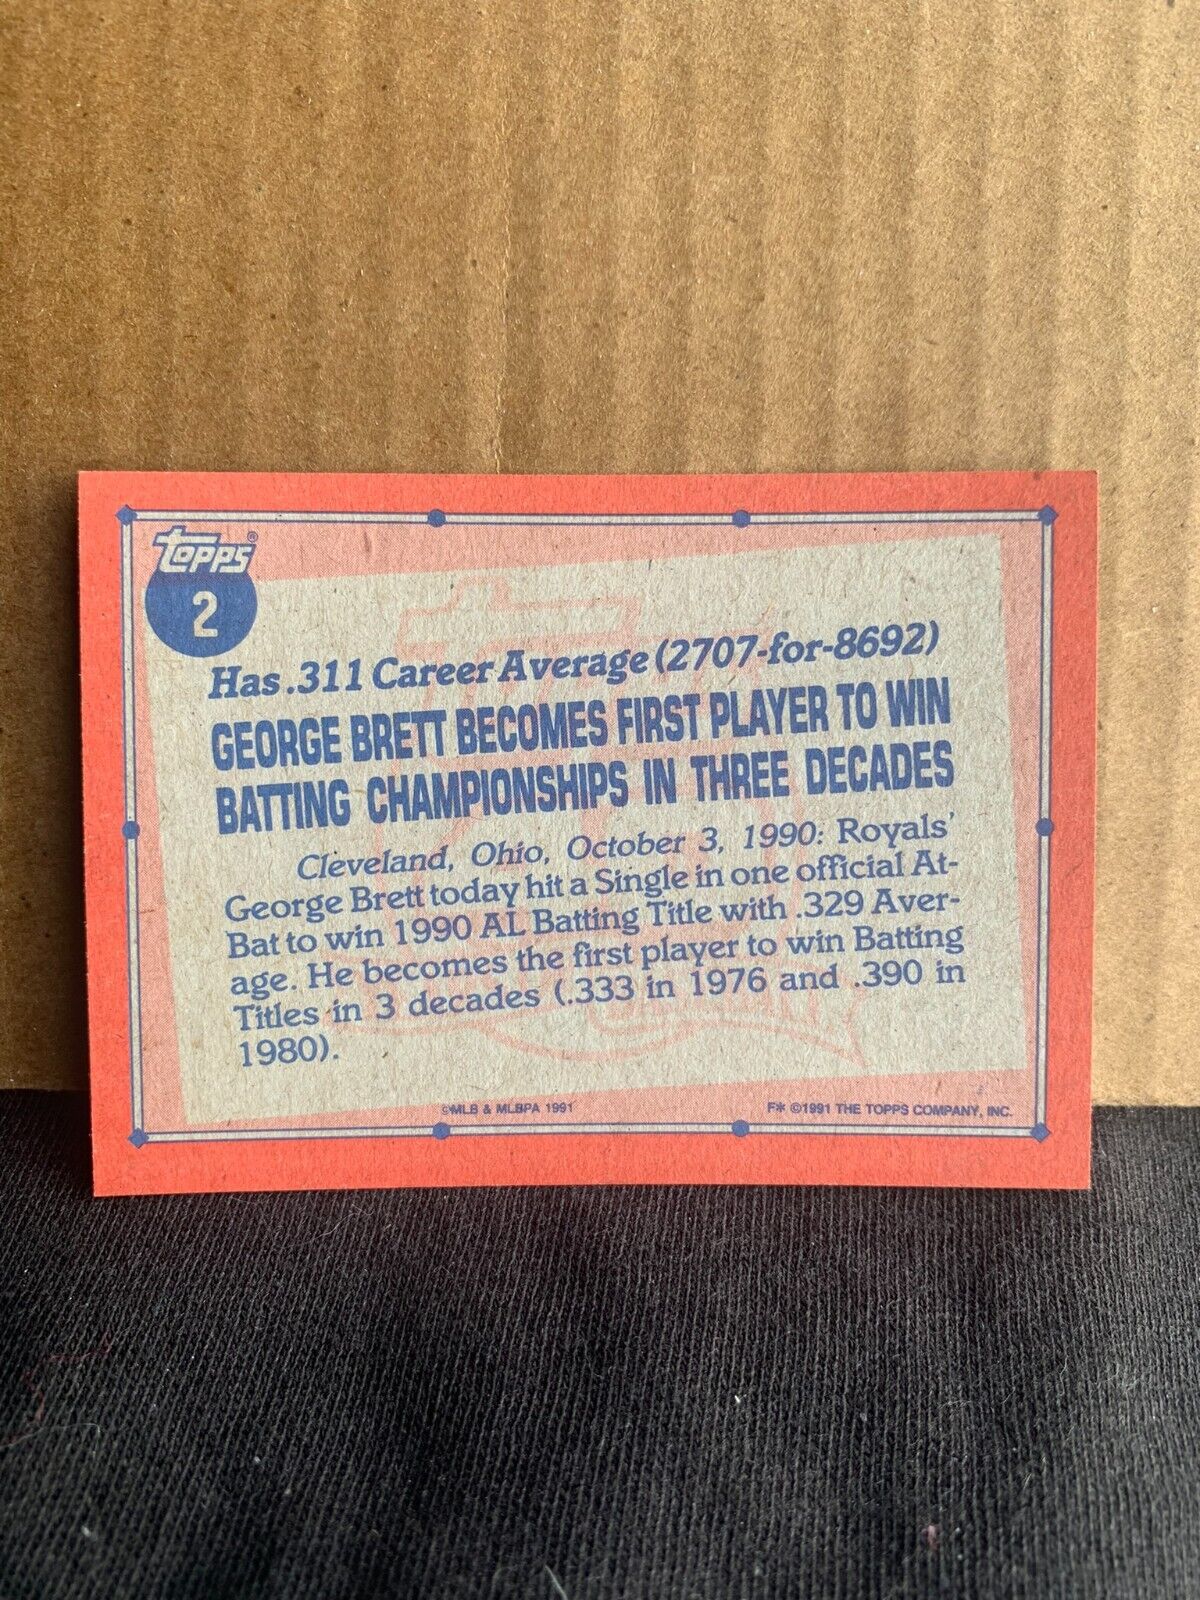 topps®
2
Has .311 Career Average (2707-for-8692)
GEORGE BRETT BECOMES FIRST PLAYER TO WIN
BATTING CHAMPIONSHIPS IN THREE DECADES
Cleveland, Ohio, October 3, 1990: Royals'
George Brett today hit a Single in one official At-
Bat to win 1990 AL Batting Title with .329 Aver-
age. He becomes the first player to win Batting
Titles in 3 decades (.333 in 1976 and .390 in
1980).
©MLB & MLBPA 1991
F* ©1991 THE TOPPS COMPANY, INC.